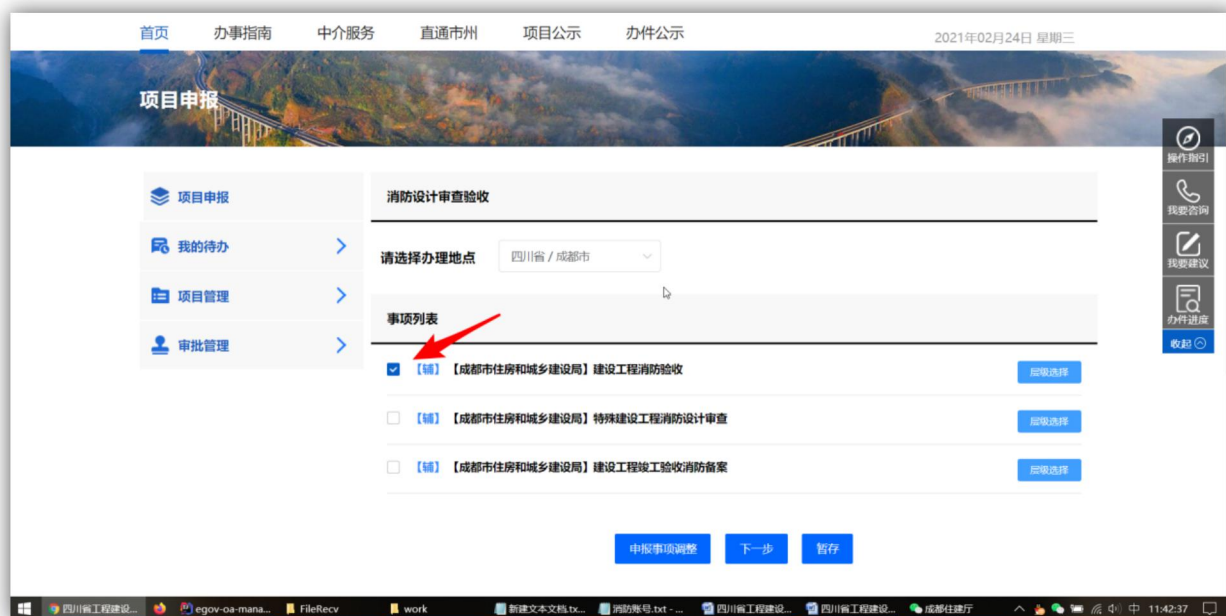 首页 办事指南 中介服务 直通市州 项目公示 办件公示 2021年02月24日 星期三
项目申报
操作指引
我要咨询
我要建议
办件进度
收起
项目申报
我的待办
项目管理
审批管理
消防设计审查验收
请选择办理地点 四川省 / 成都市
事项列表
【辅】 【成都市住房和城乡建设局】建设工程消防验收 层级选择
【辅】 【成都市住房和城乡建设局】特殊建设工程消防设计审查 层级选择
【辅】 【成都市住房和城乡建设局】建设工程竣工验收消防备案 层级选择
申报事项调整 下一步 暂存
四川省工程建设... egov-oa-mana... FileRecv work 新建文本文档.tx... 消防账号.txt - ... 四川省工程建设... 四川省工程建设... 成都住建厅 中 11:42:37